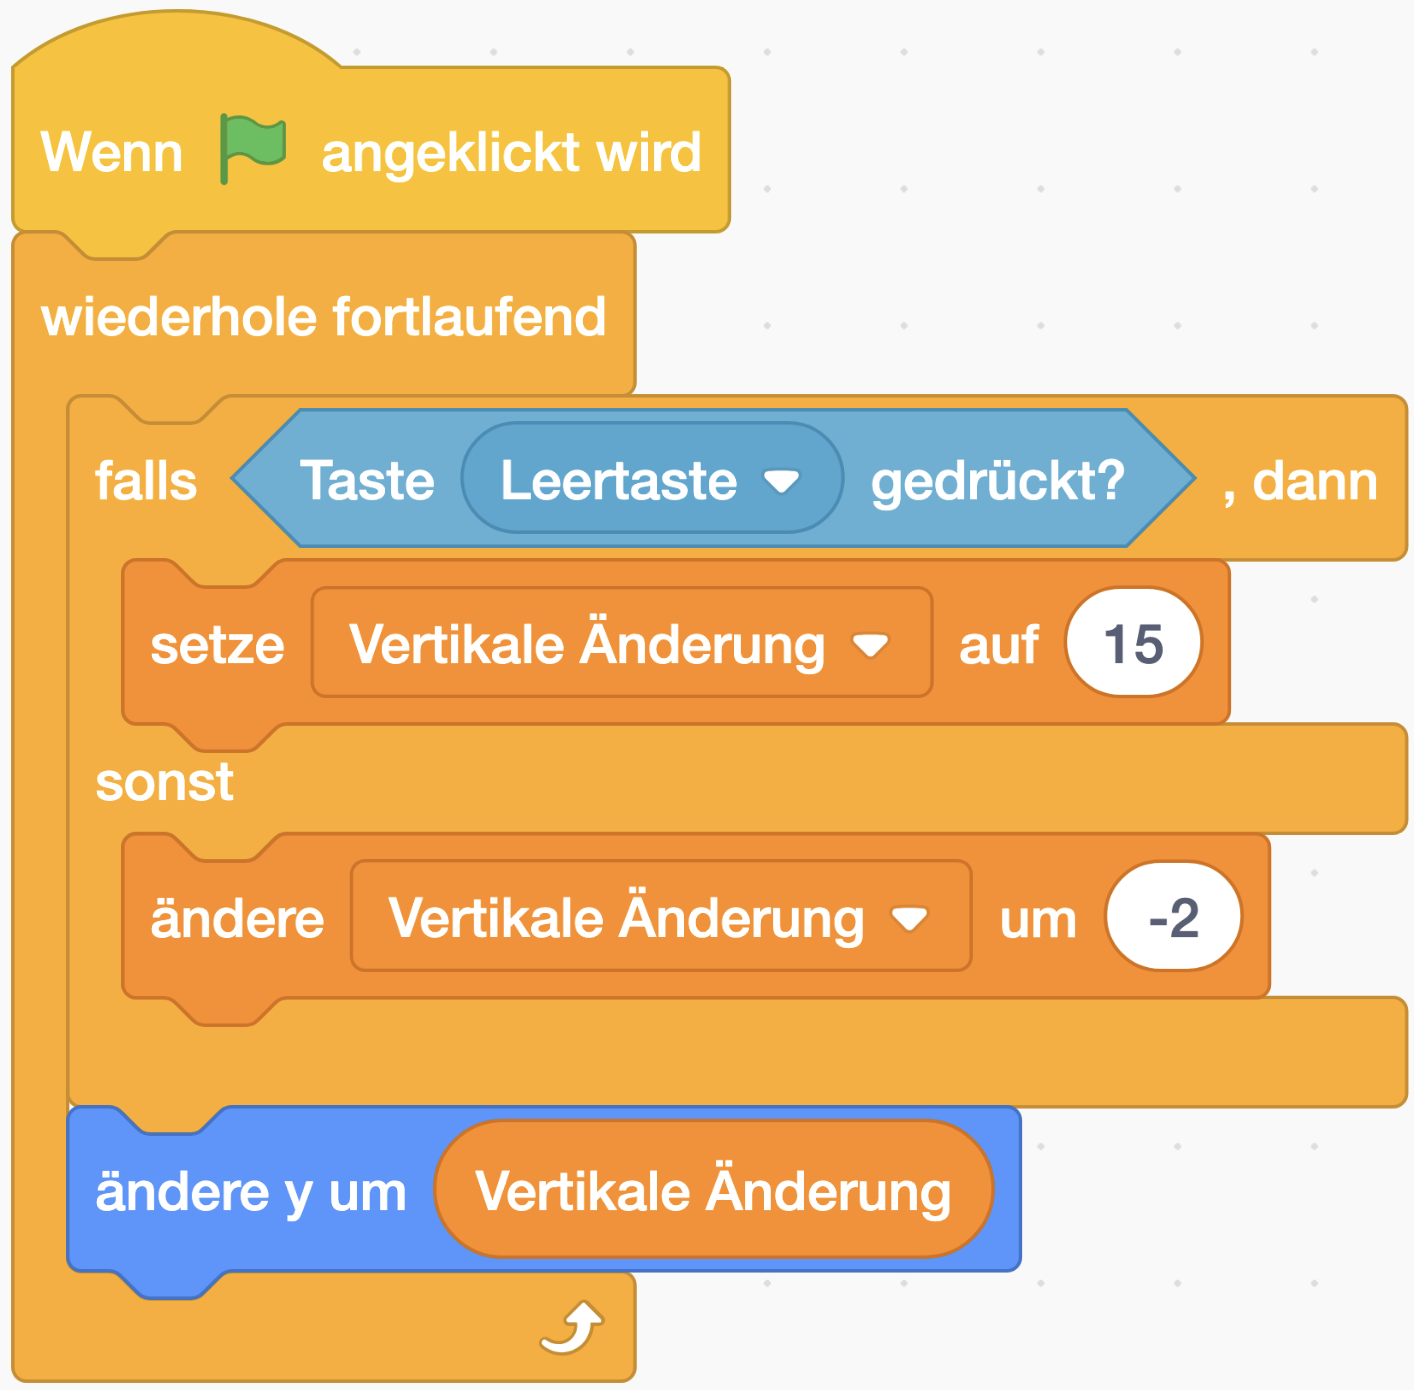 Wenn angeklickt wird
wiederhole fortlaufend
falls Taste Leertaste gedrückt? , dann
setze Vertikale Änderung auf 15
sonst
ändere Vertikale Änderung um -2
ändere y um Vertikale Änderung